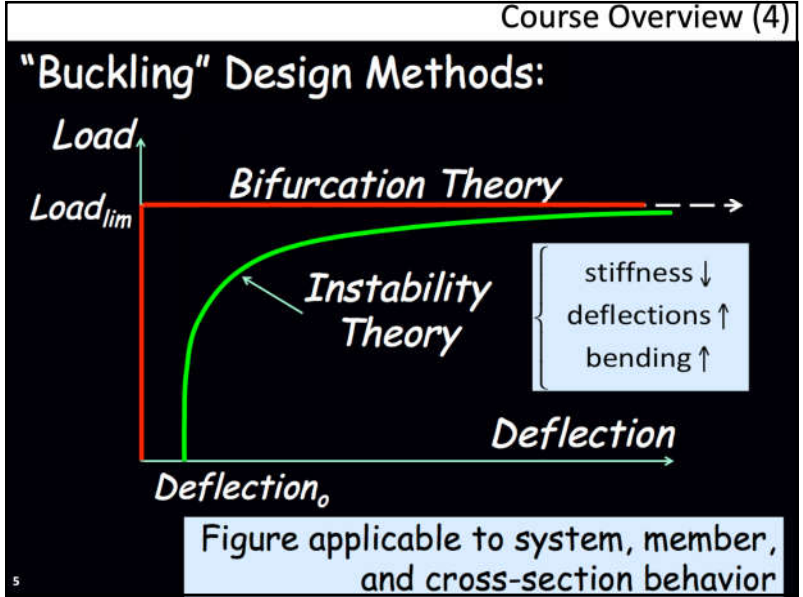 Course Overview (4)
“Buckling” Design Methods:
Load
Bifurcation Theory
Load_lim
Instability
Theory
stiffness ↓
deflections ↑
bending ↑
Deflection
Deflection_o
Figure applicable to system, member,
and cross-section behavior
5